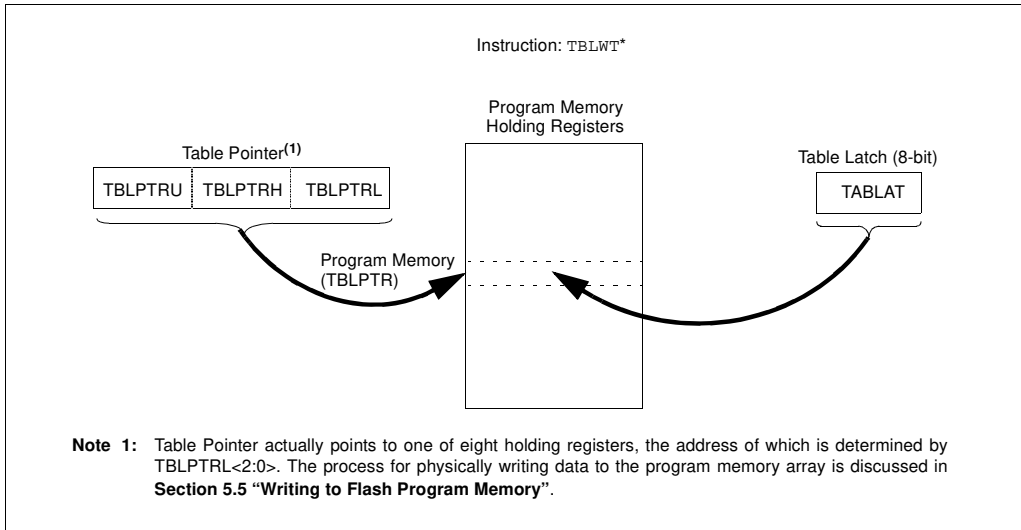 Instruction: TBLWT*
Program Memory
Holding Registers
Table Pointer(1)
Table Latch (8-bit)
TBLPTRU TBLPTRH TBLPTRL
TABLAT
Program Memory
(TBLPTR)
Note 1: Table Pointer actually points to one of eight holding registers, the address of which is determined by
TBLPTRL<2:0>. The process for physically writing data to the program memory array is discussed in
Section 5.5 “Writing to Flash Program Memory”.